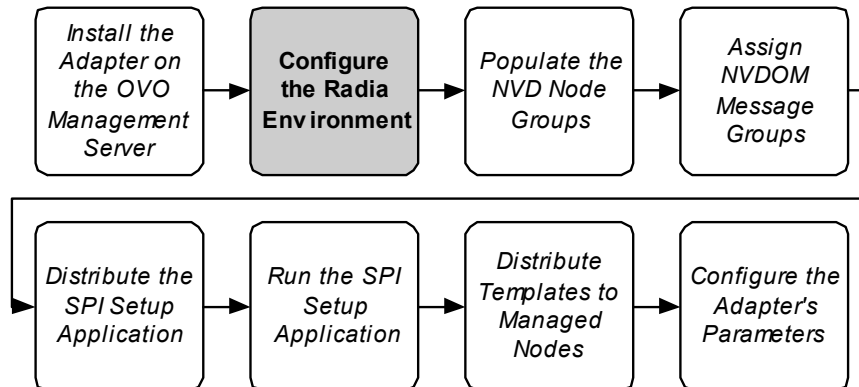 Install the
Adapter on
the OVO
Management
Server
Configure
the Radia
Environment
Populate the
NVD Node
Groups
Assign
NVDOM
Message
Groups
Distribute the
SPI Setup
Application
Run the SPI
Setup
Application
Distribute
Templates to
Managed
Nodes
Configure the
Adapter's
Parameters